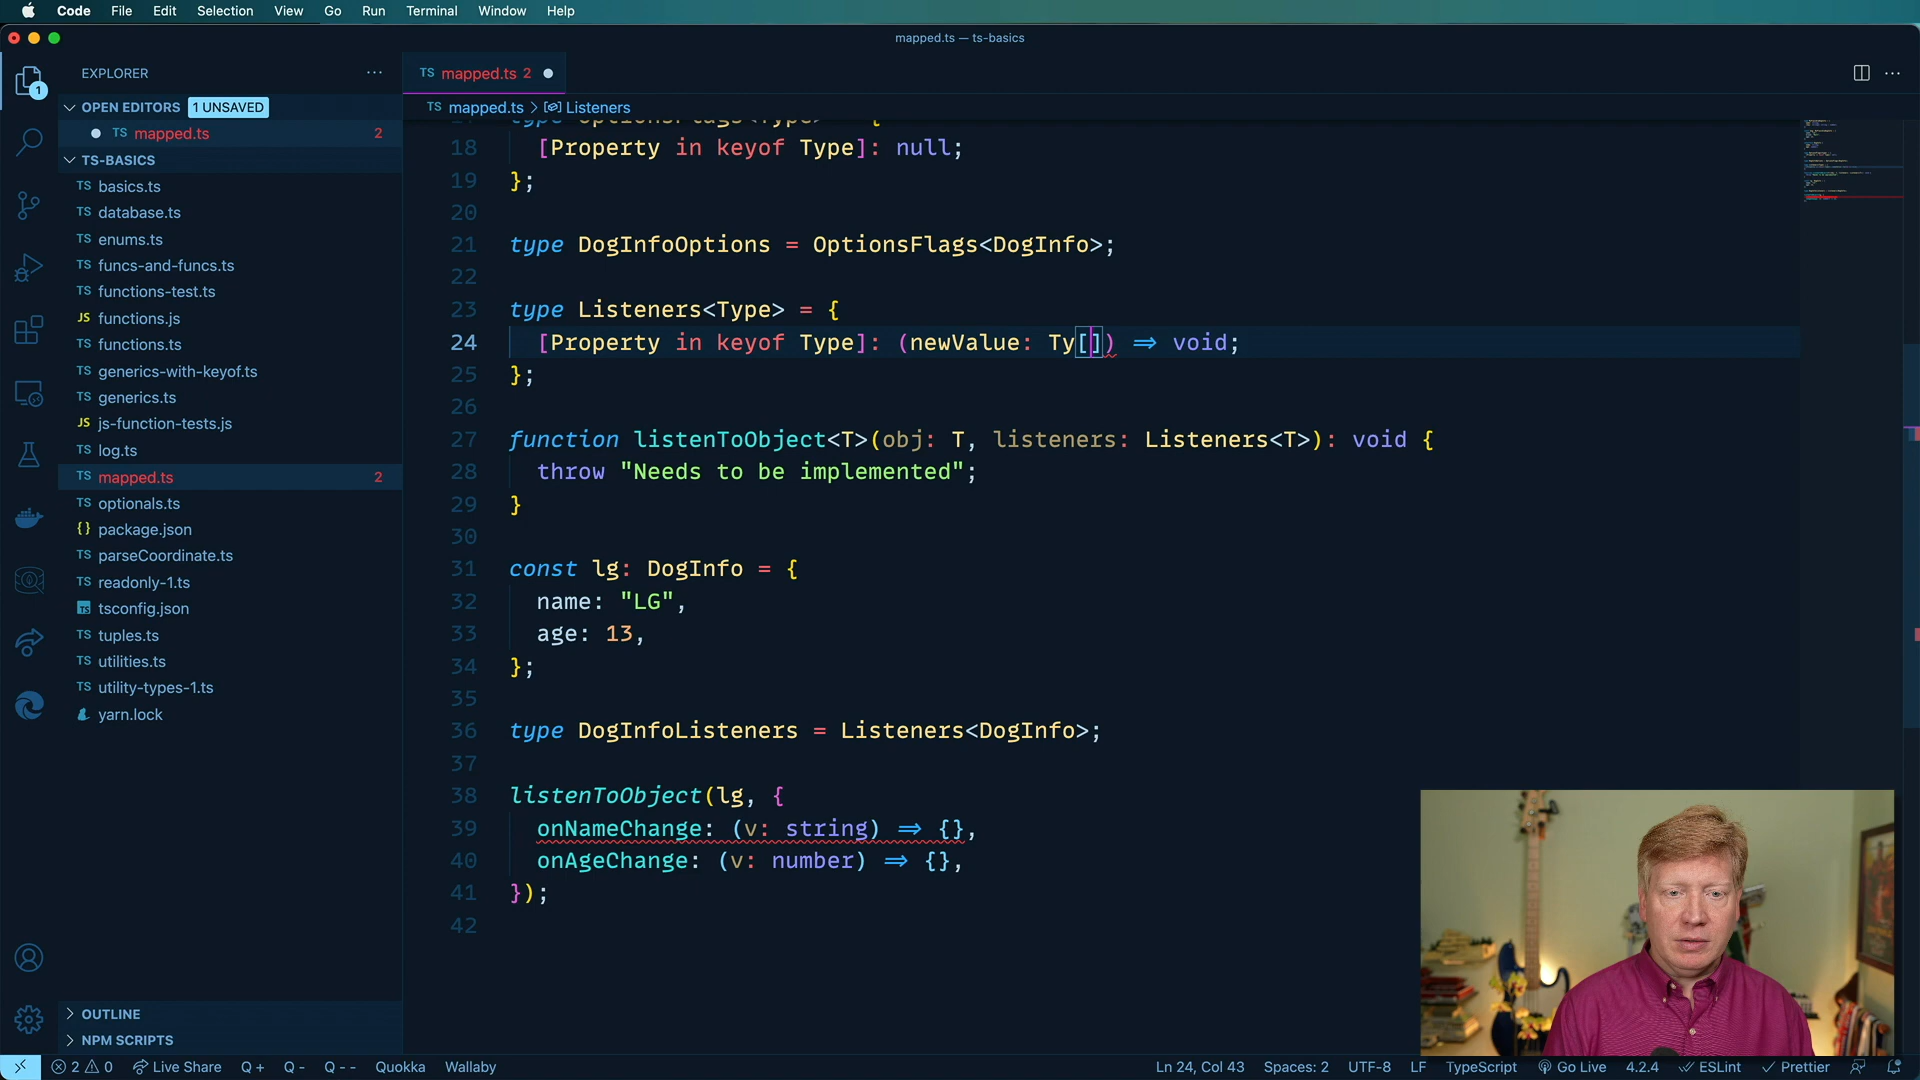 Code File Edit Selection View Go Run Terminal Window Help
mapped.ts — ts-basics
EXPLORER
TS mapped.ts 2
OPEN EDITORS 1 UNSAVED
mapped.ts > Listeners
TS mapped.ts 2
TS-BASICS
TS basics.ts
TS database.ts
TS enums.ts
TS funcs-and-funcs.ts
TS functions-test.ts
JS functions.js
TS functions.ts
TS generics-with-keyof.ts
TS generics.ts
JS js-function-tests.js
TS log.ts
TS mapped.ts 2
TS optionals.ts
{ } package.json
TS parseCoordinate.ts
TS readonly-1.ts
TS tsconfig.json
TS tuples.ts
TS utilities.ts
TS utility-types-1.ts
yarn.lock
OUTLINE
NPM SCRIPTS
type OptionsFlags<Type> = {
18 [Property in keyof Type]: null;
19 };
20
21 type DogInfoOptions = OptionsFlags<DogInfo>;
22
23 type Listeners<Type> = {
24 [Property in keyof Type]: (newValue: Ty[]) => void;
25 };
26
27 function listenToObject<T>(obj: T, listeners: Listeners<T>): void {
28 throw "Needs to be implemented";
29 }
30
31 const lg: DogInfo = {
32 name: "LG",
33 age: 13,
34 };
35
36 type DogInfoListeners = Listeners<DogInfo>;
37
38 listenToObject(lg, {
39 onNameChange: (v: string) => {},
40 onAgeChange: (v: number) => {},
41 });
42
2 0 Live Share Q + Q - Q - - Quokka Wallaby Ln 24, Col 43 Spaces: 2 UTF-8 LF TypeScript Go Live 4.2.4 ESLint Prettier